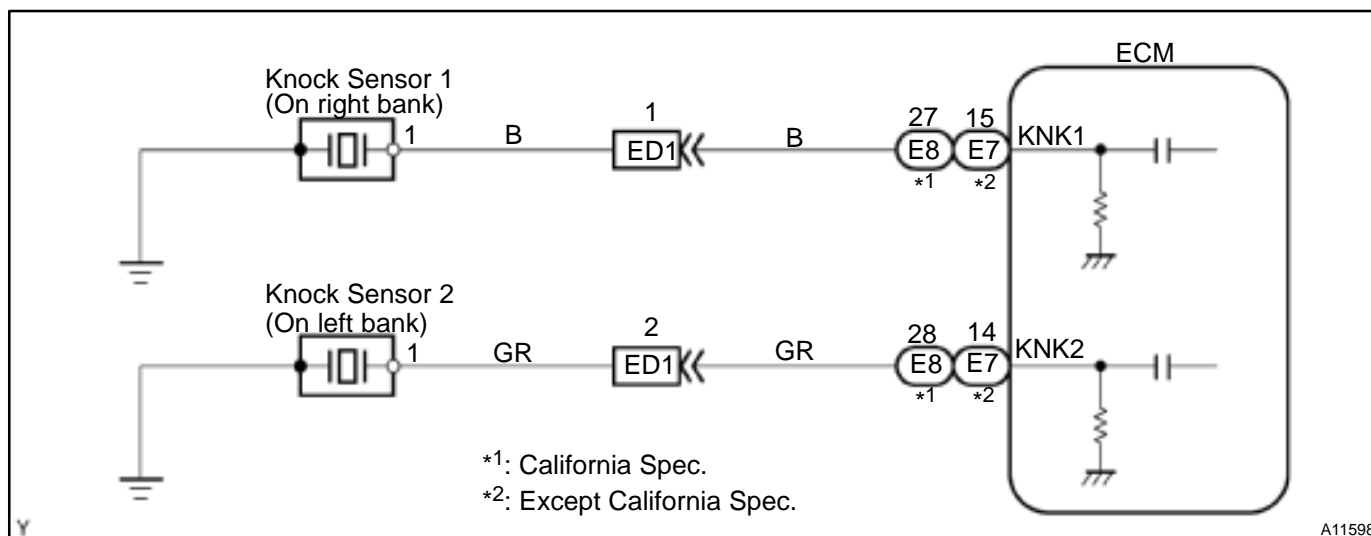 ECM
Knock Sensor 1
(On right bank)
1
B
1
ED1
B
27
E8
*1
15
E7
*2
KNK1
Knock Sensor 2
(On left bank)
1
GR
2
ED1
GR
28
E8
*1
14
E7
*2
KNK2
*1: California Spec.
*2: Except California Spec.
Y
A11598